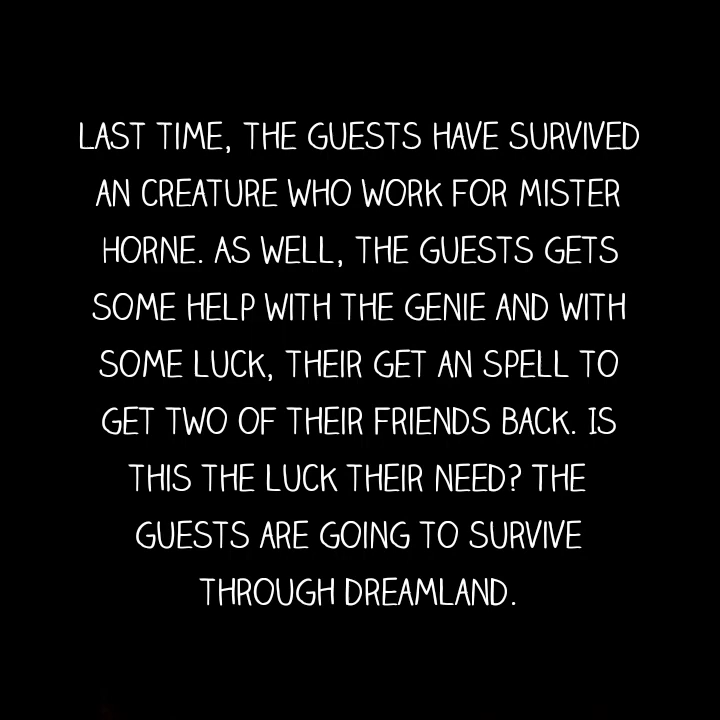 LAST TIME, THE GUESTS HAVE SURVIVED
AN CREATURE WHO WORK FOR MISTER
HORNE. AS WELL, THE GUESTS GETS
SOME HELP WITH THE GENIE AND WITH
SOME LUCK, THEIR GET AN SPELL TO
GET TWO OF THEIR FRIENDS BACK. IS
THIS THE LUCK THEIR NEED? THE
GUESTS ARE GOING TO SURVIVE
THROUGH DREAMLAND.